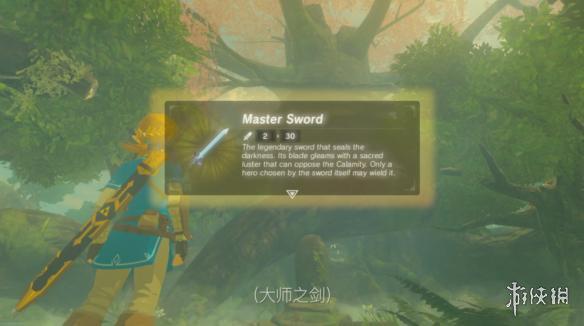 Master Sword
2 30
The legendary sword that seals the
darkness. Its blade gleams with a sacred
luster that can oppose the Calamity. Only a
hero chosen by the sword itself may wield it.
(大师之剑)
游侠网